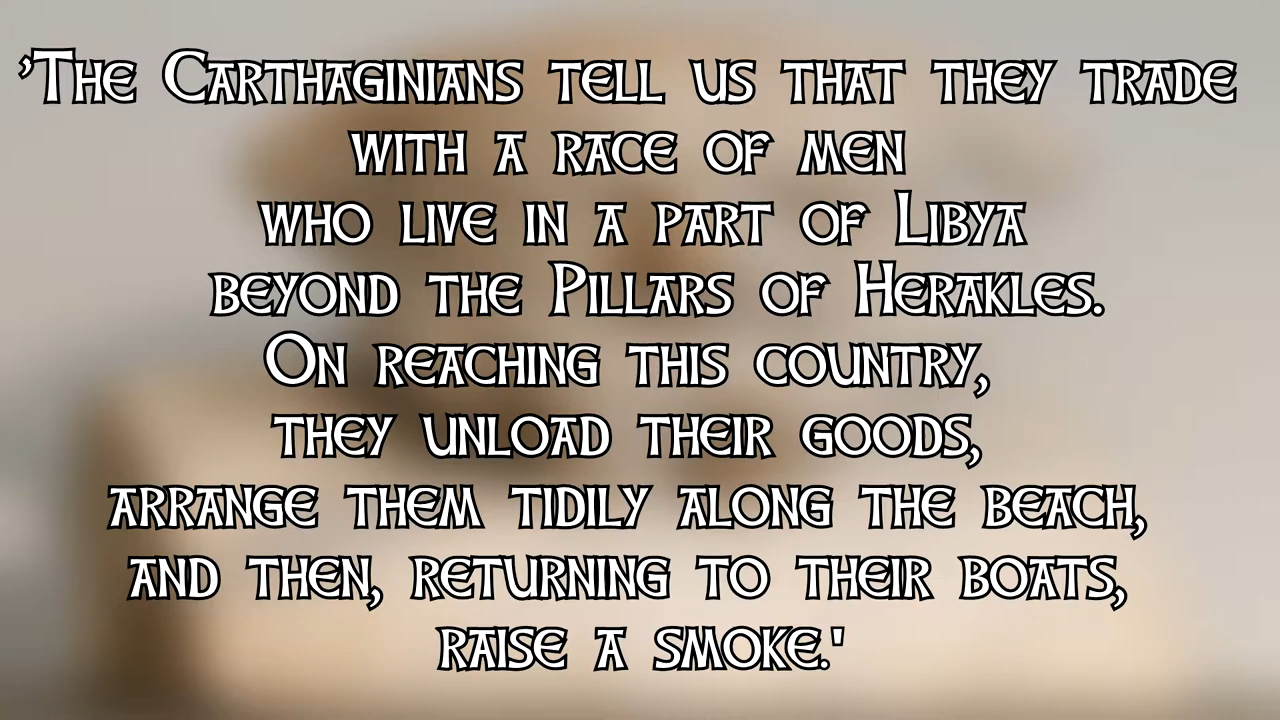 'The Carthaginians tell us that they trade
with a race of men
who live in a part of Libya
beyond the Pillars of Herakles.
On reaching this country,
they unload their goods,
arrange them tidily along the beach,
and then, returning to their boats,
raise a smoke.'